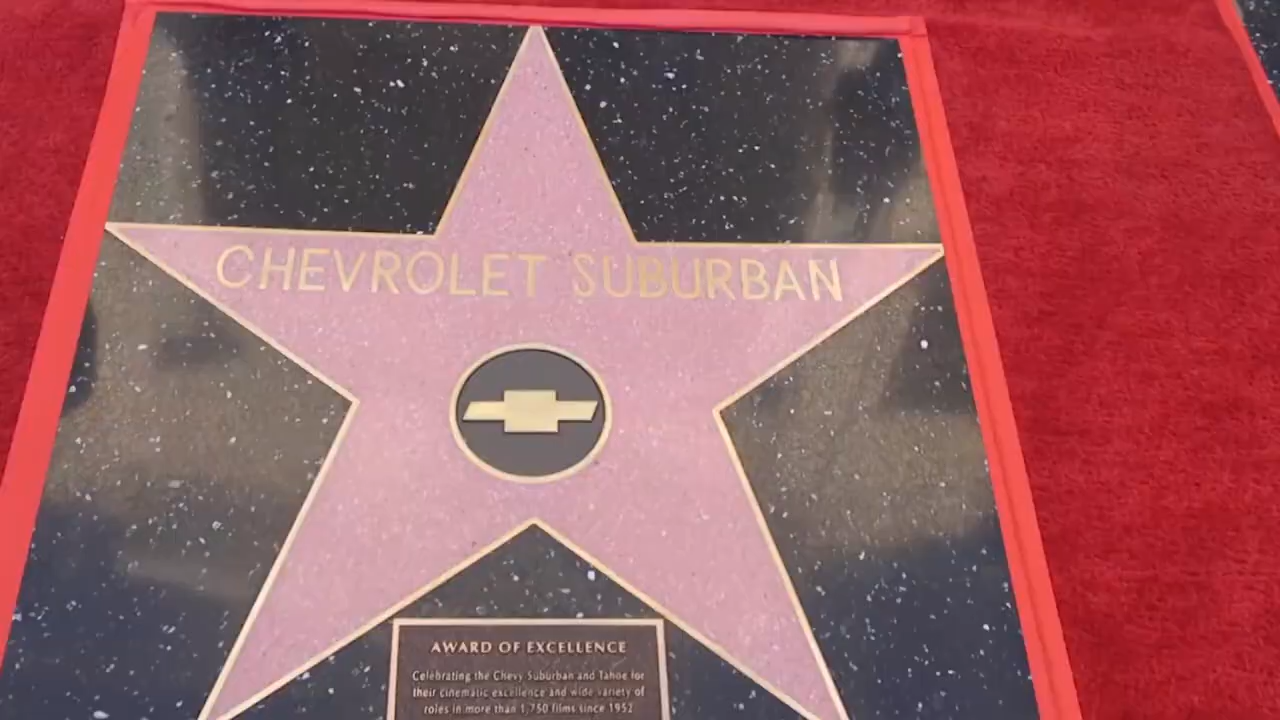 CHEVROLET SUBURBAN
AWARD OF EXCELLENCE
Celebrating the Chevy Suburban and Tahoe for
their cinematic excellence and wide variety of
roles in more than 1,750 films since 1952